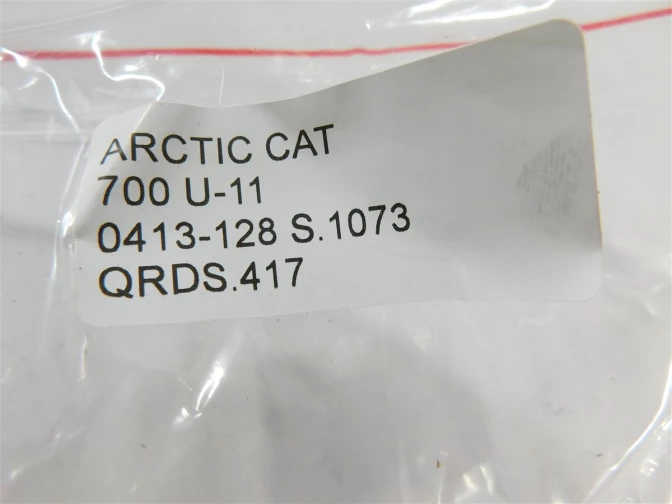 ARCTIC CAT
700 U-11
0413-128 S.1073
QRDS.417